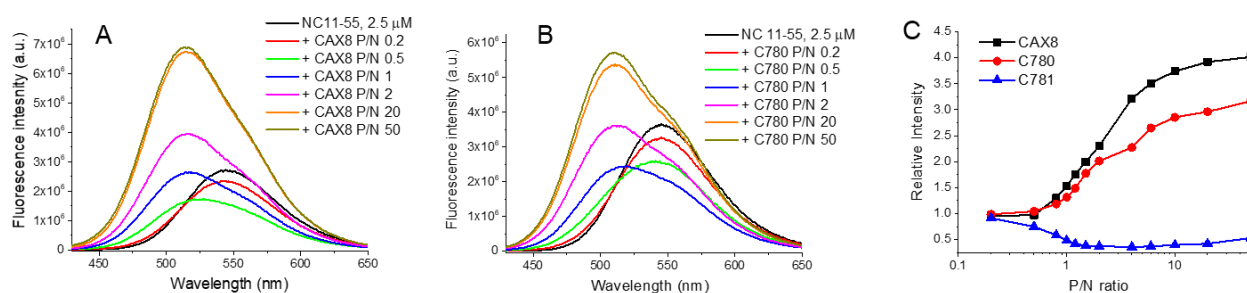 A
NC11-55, 2.5 μM
+ CAX8 P/N 0.2
+ CAX8 P/N 0.5
+ CAX8 P/N 1
+ CAX8 P/N 2
+ CAX8 P/N 20
+ CAX8 P/N 50
Fluorescence intesnity (a.u.)
7x10⁶
6x10⁶
5x10⁶
4x10⁶
3x10⁶
2x10⁶
1x10⁶
0
450 500 550 600 650
Wavelength (nm)
B
NC 11-55, 2.5 μM
+ C780 P/N 0.2
+ C780 P/N 0.5
+ C780 P/N 1
+ C780 P/N 2
+ C780 P/N 20
+ C780 P/N 50
Fluorescence intensity (a.u.)
6x10⁶
5x10⁶
4x10⁶
3x10⁶
2x10⁶
1x10⁶
0
450 500 550 600 650
Wavelength (nm)
C
CAX8
C780
C781
Relative Intensity
4.5
4.0
3.5
3.0
2.5
2.0
1.5
1.0
0.5
0.1 1 10
P/N ratio